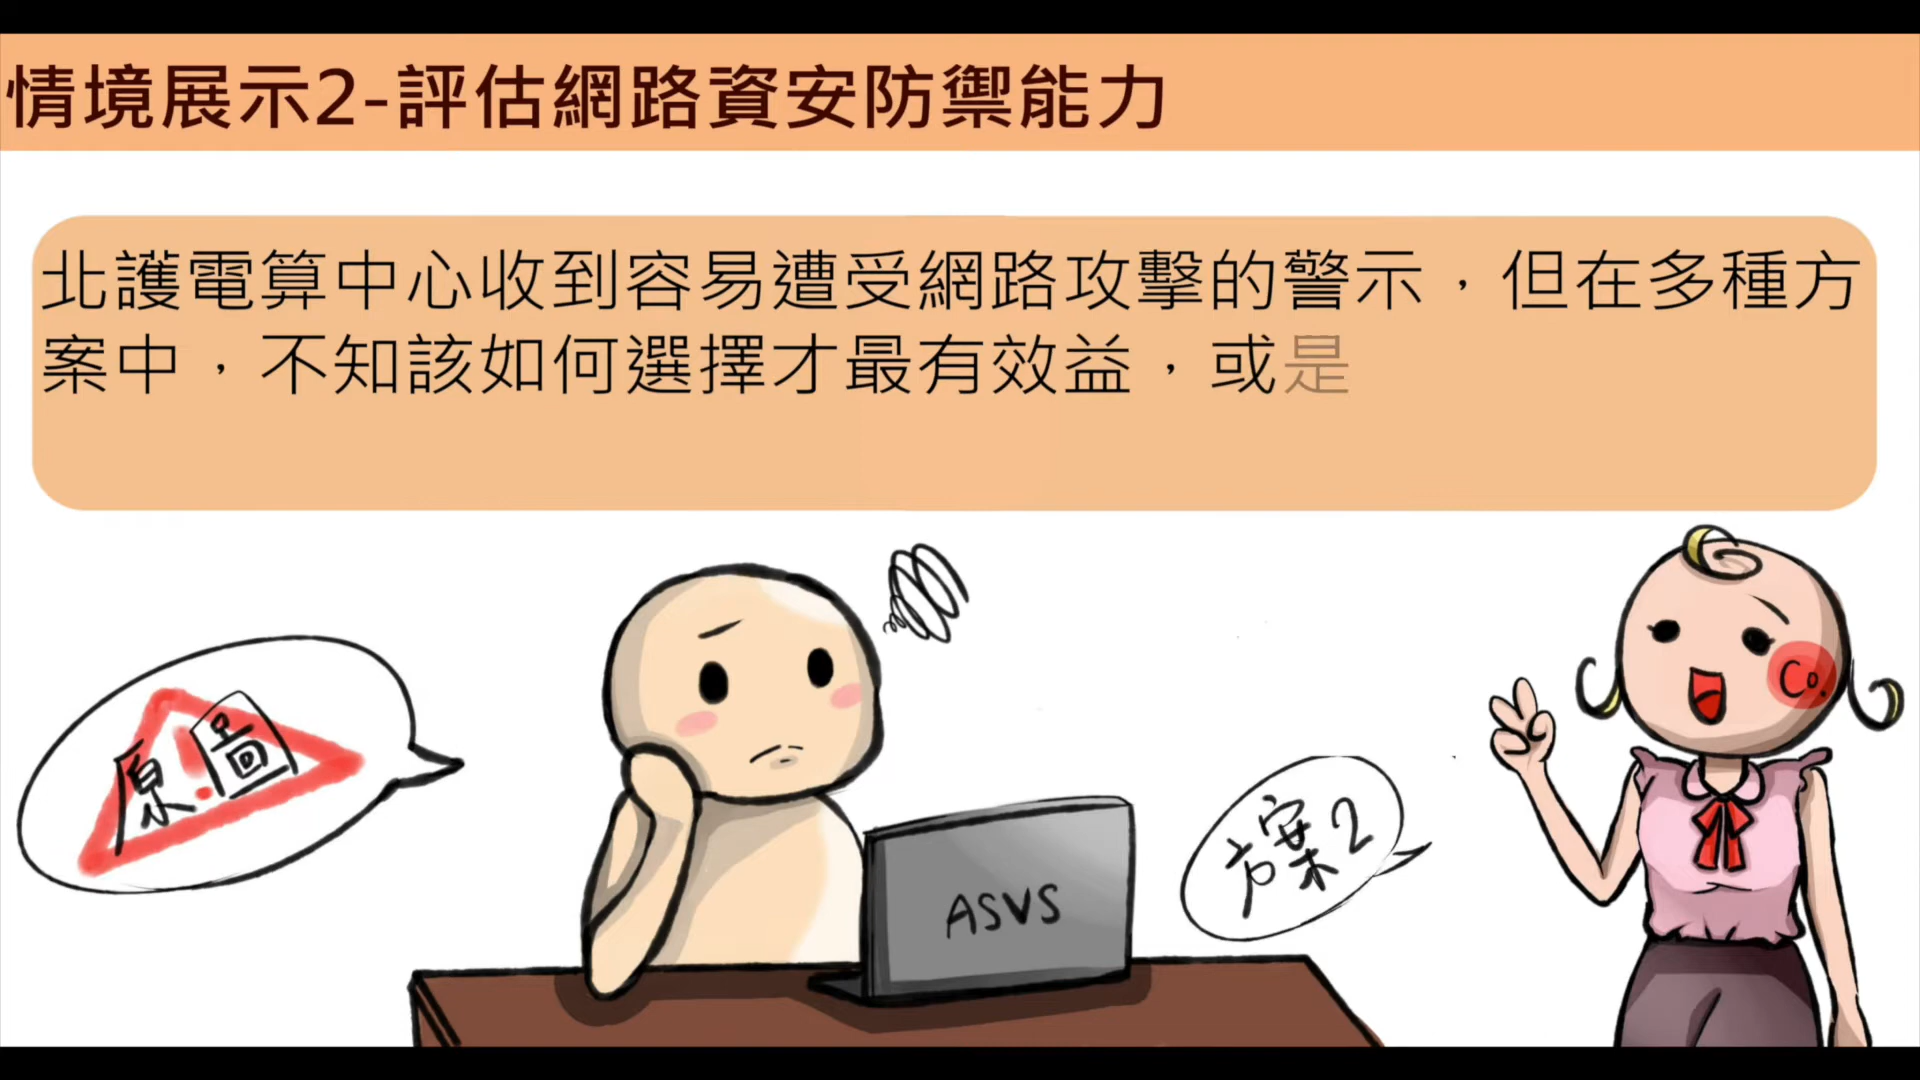 情境展示2-評估網路資安防禦能力
北護電算中心收到容易遭受網路攻擊的警示，但在多種方
案中，不知該如何選擇才最有效益，或是
原圖
ASVS
方案2
Co.